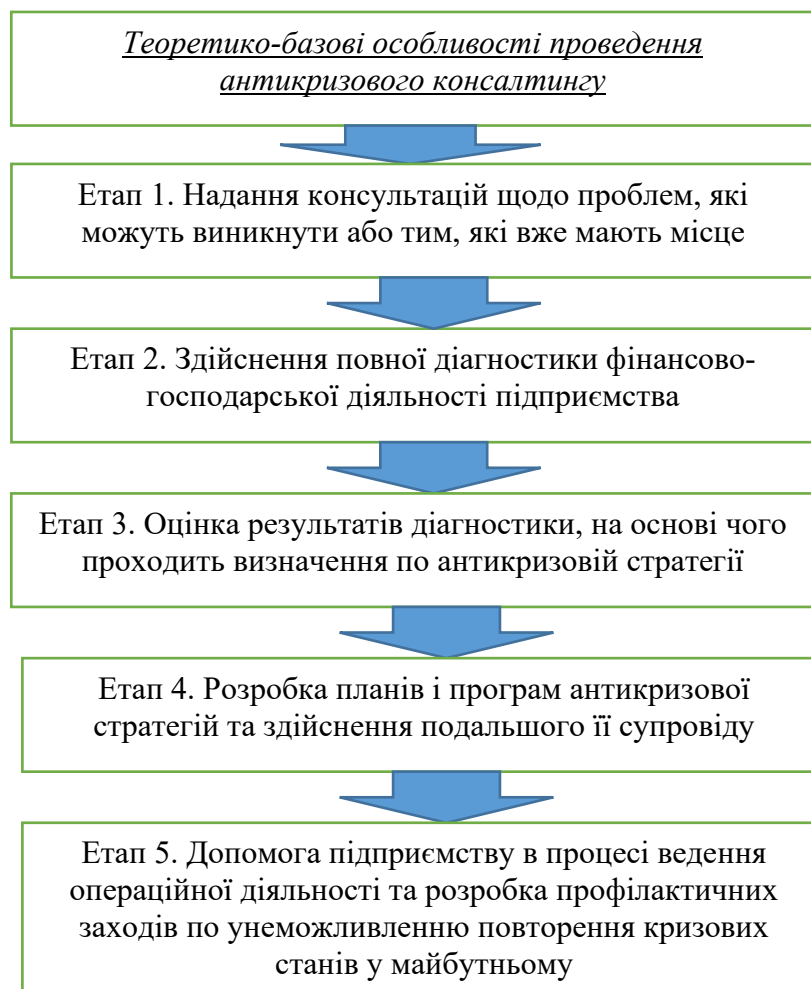 Теоретико-базові особливості проведення
антикризового консалтингу
Етап 1. Надання консультацій щодо проблем, які
можуть виникнути або тим, які вже мають місце
Етап 2. Здійснення повної діагностики фінансово-
господарської діяльності підприємства
Етап 3. Оцінка результатів діагностики, на основі чого
проходить визначення по антикризовій стратегії
Етап 4. Розробка планів і програм антикризової
стратегій та здійснення подальшого її супровіду
Етап 5. Допомога підприємству в процесі ведення
операційної діяльності та розробка профілактичних
заходів по унеможливленню повторення кризових
станів у майбутньому